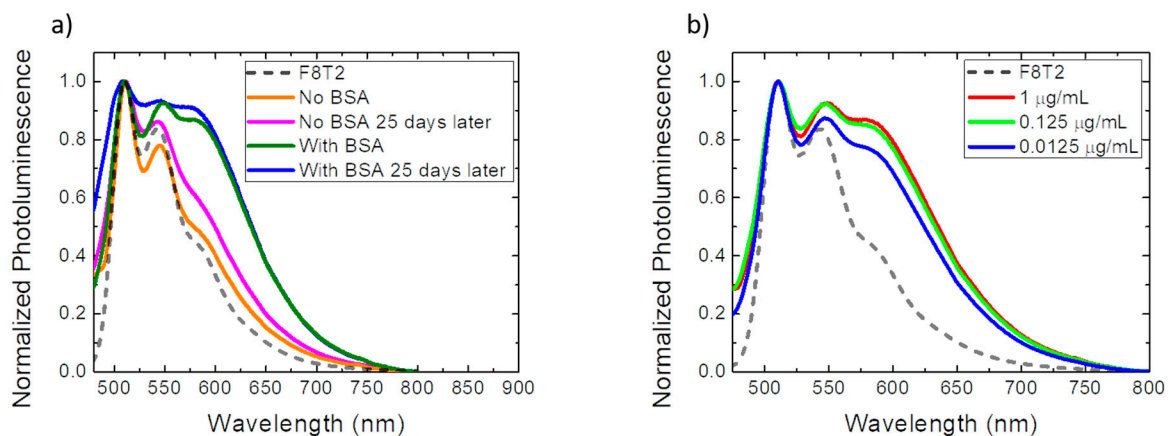 a)
Normalized Photoluminescence
1.0
0.8
0.6
0.4
0.2
0.0
F8T2
No BSA
No BSA 25 days later
With BSA
With BSA 25 days later
500 550 600 650 700 750 800 850 900
Wavelength (nm)
b)
Normalized Photoluminescence
1.0
0.8
0.6
0.4
0.2
0.0
F8T2
1 μg/mL
0.125 μg/mL
0.0125 μg/mL
500 550 600 650 700 750 800
Wavelength (nm)